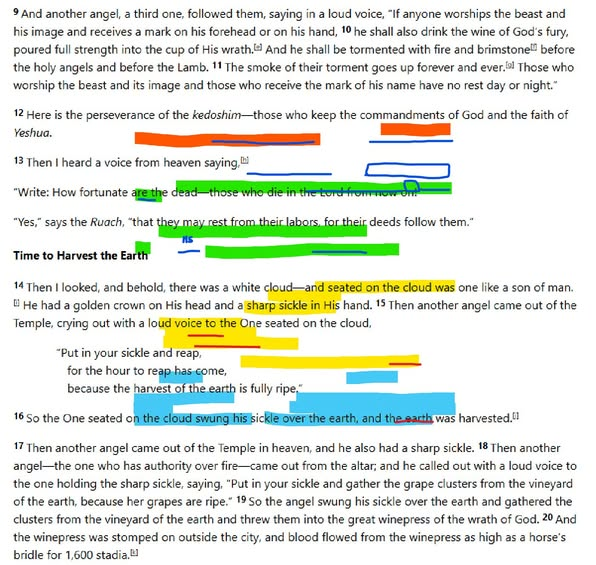 9 And another angel, a third one, followed them, saying in a loud voice, "If anyone worships the beast and
his image and receives a mark on his forehead or on his hand, 10 he shall also drink the wine of God's fury,
poured full strength into the cup of His wrath.[e] And he shall be tormented with fire and brimstone[f] before
the holy angels and before the Lamb. 11 The smoke of their torment goes up forever and ever.[g] Those who
worship the beast and its image and those who receive the mark of his name have no rest day or night."
12 Here is the perseverance of the kedoshim—those who keep the commandments of God and the faith of
Yeshua.
13 Then I heard a voice from heaven saying,[h]
"Write: How fortunate are the dead—those who die in the Lord from now on!"
"Yes," says the Ruach, "that they may rest from their labors, for their deeds follow them."
Time to Harvest the Earth
14 Then I looked, and behold, there was a white cloud—and seated on the cloud was one like a son of man.
[i] He had a golden crown on His head and a sharp sickle in His hand. 15 Then another angel came out of the
Temple, crying out with a loud voice to the One seated on the cloud,
"Put in your sickle and reap,
for the hour to reap has come,
because the harvest of the earth is fully ripe."
16 So the One seated on the cloud swung his sickle over the earth, and the earth was harvested.[j]
17 Then another angel came out of the Temple in heaven, and he also had a sharp sickle. 18 Then another
angel—the one who has authority over fire—came out from the altar; and he called out with a loud voice to
the one holding the sharp sickle, saying, "Put in your sickle and gather the grape clusters from the vineyard
of the earth, because her grapes are ripe." 19 So the angel swung his sickle over the earth and gathered the
clusters from the vineyard of the earth and threw them into the great winepress of the wrath of God. 20 And
the winepress was stomped on outside the city, and blood flowed from the winepress as high as a horse's
bridle for 1,600 stadia.[k]